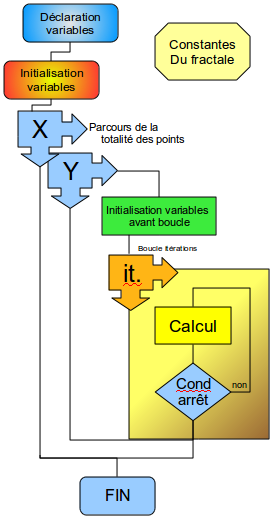 Déclaration
variables
Constantes
Du fractale
Initialisation
variables
X
Parcours de la
totalité des points
Y
Initialisation variables
avant boucle
Boucle itérations
it.
Calcul
Cond
arrêt
non
FIN